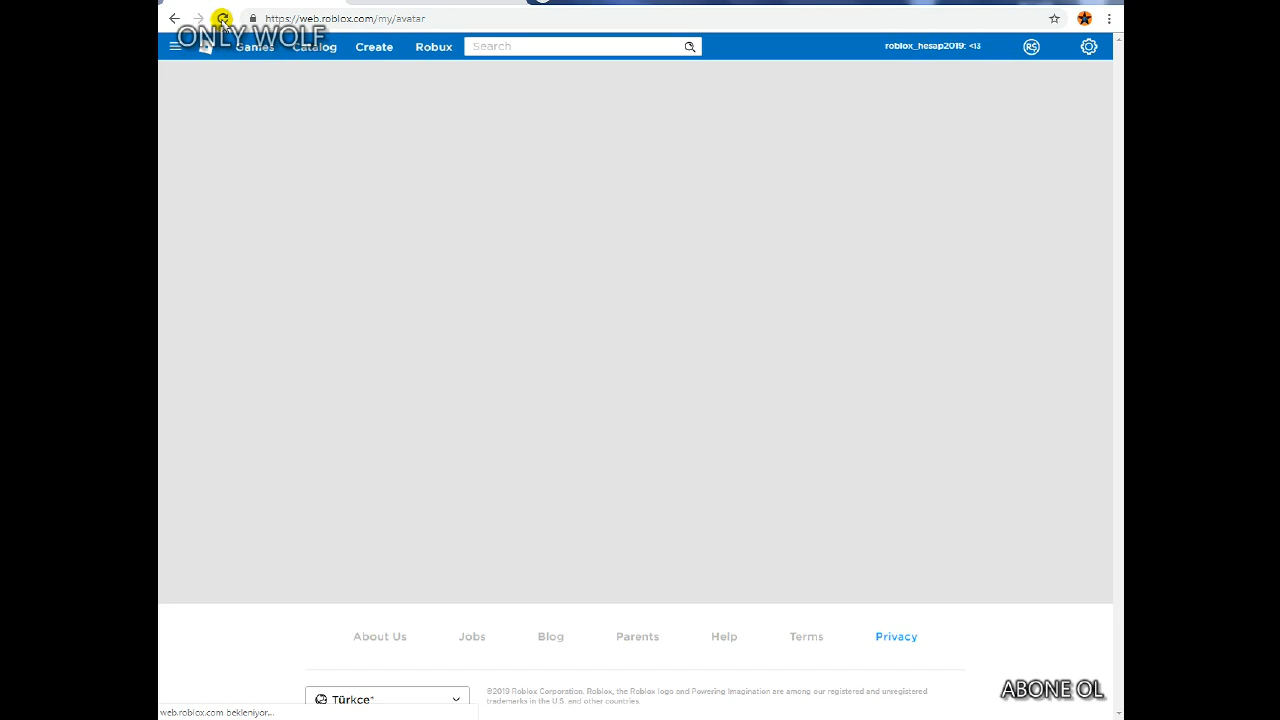 https://web.roblox.com/my/avatar
ONLY WOLF
Games Catalog Create Robux Search roblox_hesap2019: <13
About Us Jobs Blog Parents Help Terms Privacy
Türkçe*
©2019 Roblox Corporation. Roblox, the Roblox logo and Powering Imagination are among our registered and unregistered
trademarks in the U.S. and other countries.
ABONE OL
web.roblox.com bekleniyor...